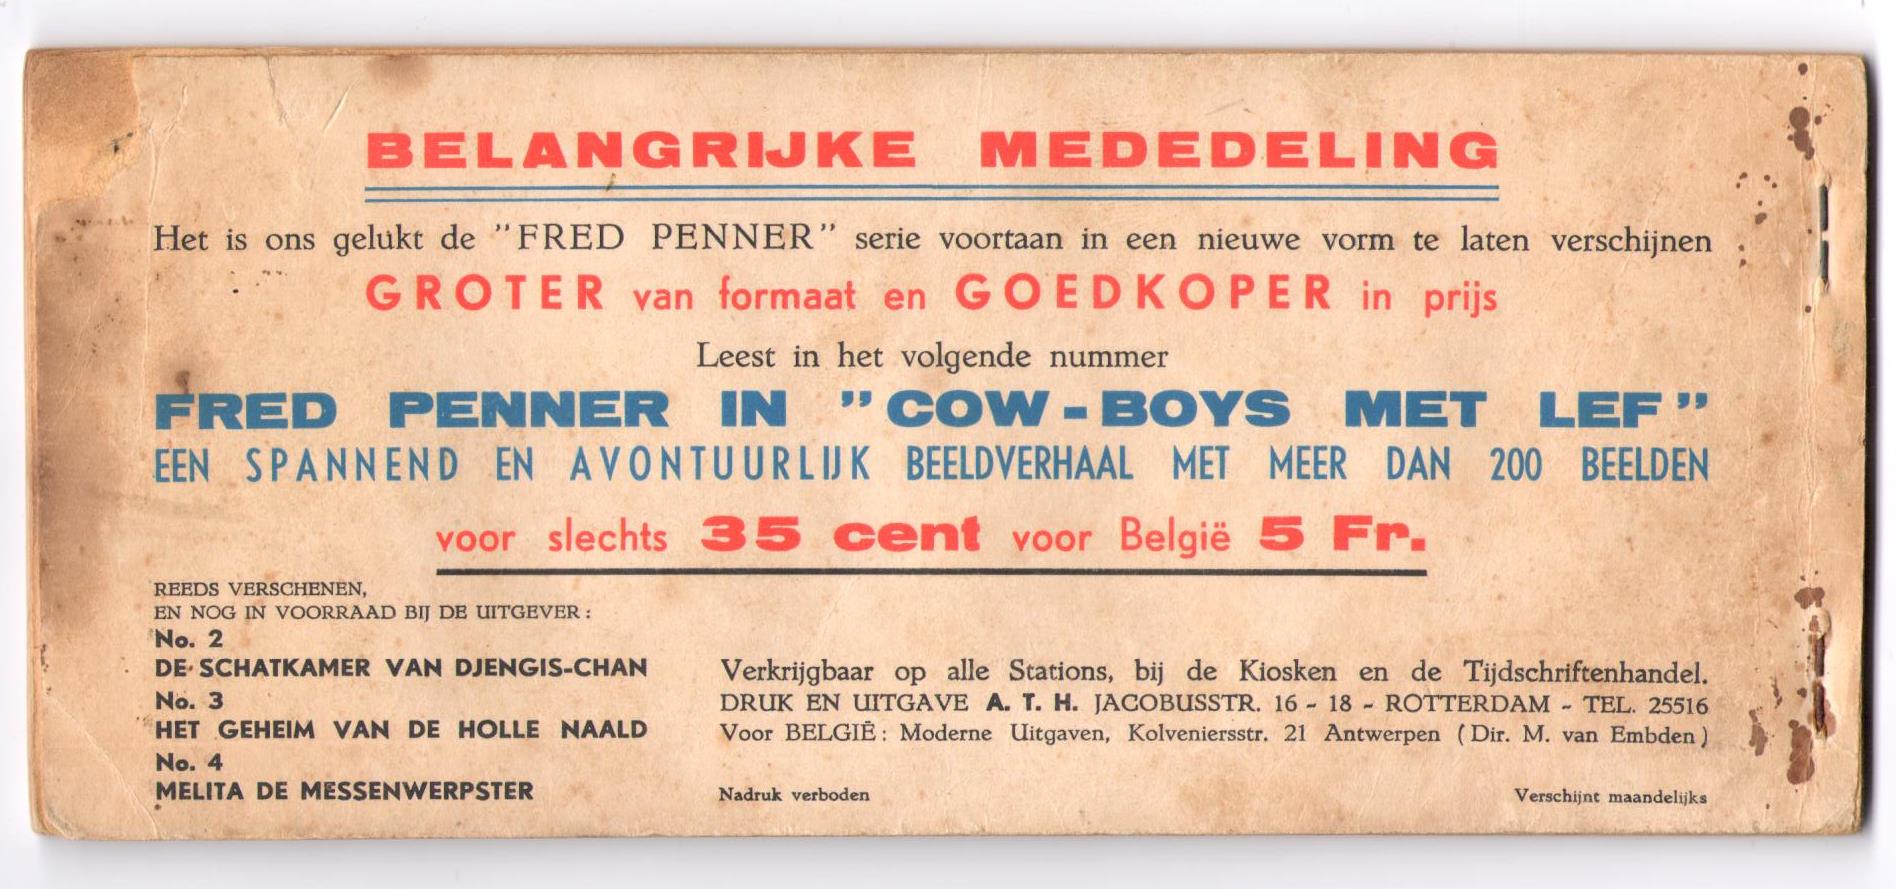 BELANGRIJKE MEDEDELING
Het is ons gelukt de "FRED PENNER" serie voortaan in een nieuwe vorm te laten verschijnen
GROTER van formaat en GOEDKOPER in prijs
Leest in het volgende nummer
FRED PENNER IN "COW-BOYS MET LEF"
EEN SPANNEND EN AVONTUURLIJK BEELDVERHAAL MET MEER DAN 200 BEELDEN
voor slechts 35 cent voor België 5 Fr.
REEDS VERSCHENEN,
EN NOG IN VOORRAAD BIJ DE UITGEVER:
No. 2
DE SCHATKAMER VAN DJENGIS-CHAN
No. 3
HET GEHEIM VAN DE HOLLE NAALD
No. 4
MELITA DE MESSENWERPSTER
Verkrijgbaar op alle Stations, bij de Kiosken en de Tijdschriftenhandel.
DRUK EN UITGAVE A. T. H. JACOBUSSTR. 16 - 18 - ROTTERDAM - TEL. 25516
Voor BELGIË: Moderne Uitgaven, Kolveniersstr. 21 Antwerpen (Dir. M. van Embden)
Nadruk verboden
Verschijnt maandelijks